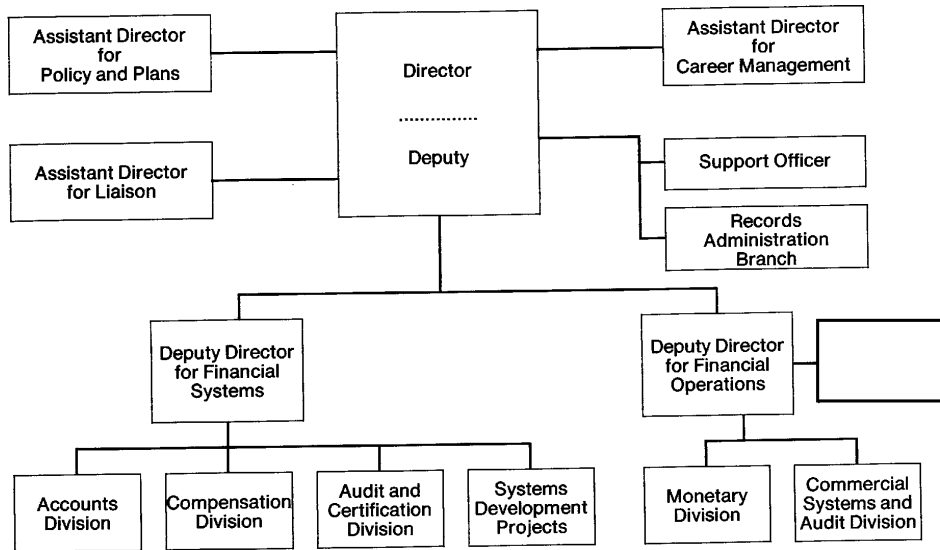 Assistant Director
for
Policy and Plans
Director
Deputy
Assistant Director
for
Career Management
Assistant Director
for Liaison
Support Officer
Records
Administration
Branch
Deputy Director
for Financial
Systems
Deputy Director
for Financial
Operations
Accounts
Division
Compensation
Division
Audit and
Certification
Division
Systems
Development
Projects
Monetary
Division
Commercial
Systems and
Audit Division